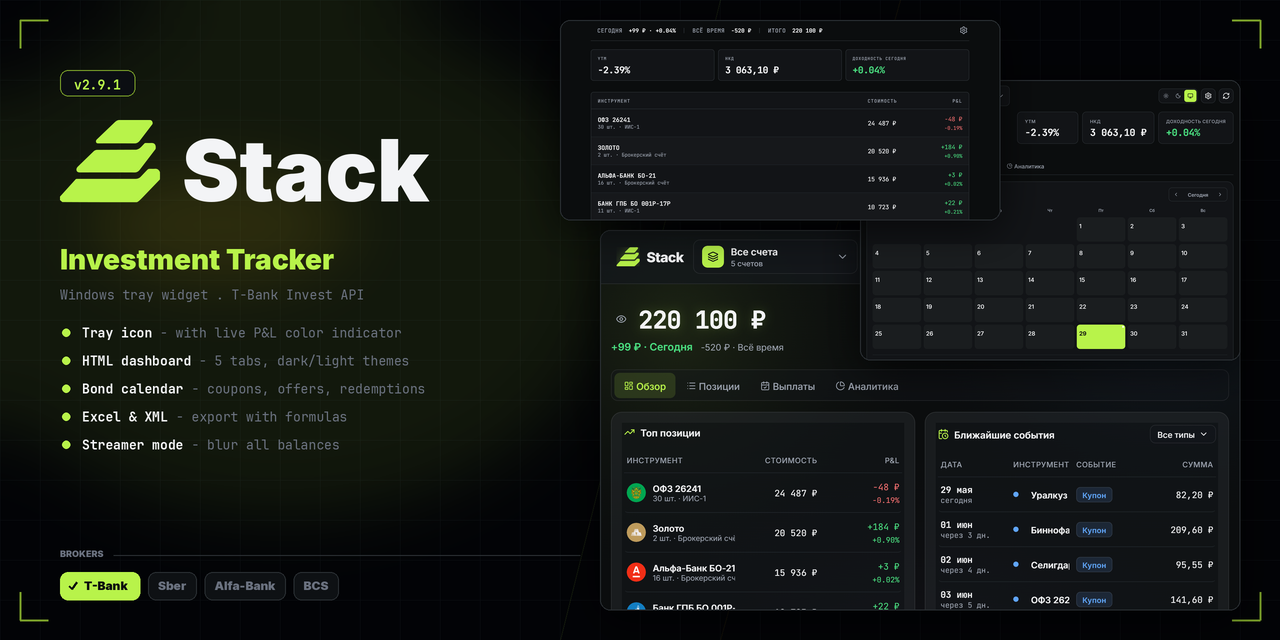 v2.9.1
Stack
Investment Tracker
Windows tray widget . T-Bank Invest API
Tray icon - with live P&L color indicator
HTML dashboard - 5 tabs, dark/light themes
Bond calendar - coupons, offers, redemptions
Excel & XML - export with formulas
Streamer mode - blur all balances
BROKERS
T-Bank Sber Alfa-Bank BCS
СЕГОДНЯ +99 ₽ · +0.04% ВСЁ ВРЕМЯ -520 ₽ ИТОГО 220 100 ₽
YTM НКД ДОХОДНОСТЬ СЕГОДНЯ
-2.39% 3 063,10 ₽ +0.04%
ИНСТРУМЕНТ СТОИМОСТЬ P&L
ОФЗ 26241 24 487 ₽ -48 ₽
30 шт. · ИИС-1 -0.19%
ЗОЛОТО 20 520 ₽ +184 ₽
2 шт. · Брокерский счёт +0.90%
АЛЬФА-БАНК БО-21 15 936 ₽ +3 ₽
16 шт. · Брокерский счёт +0.02%
БАНК ГПБ БО 001P-17P 10 723 ₽ +22 ₽
11 шт. · ИИС-1 +0.21%
YTM НКД ДОХОДНОСТЬ СЕГОДНЯ
-2.39% 3 063,10 ₽ +0.04%
Аналитика
Сегодня
Чт Пт Сб Вс
1 2 3
4 5 6 7 8 9 10
11 12 13 14 15 16 17
18 19 20 21 22 23 24
25 26 27 28 29 30 31
Stack
Все счета
5 счетов
220 100 ₽
+99 ₽ · Сегодня -520 ₽ · Всё время
Обзор Позиции Выплаты Аналитика
Топ позиции
ИНСТРУМЕНТ СТОИМОСТЬ P&L
ОФЗ 26241 24 487 ₽ -48 ₽
30 шт. · ИИС-1 -0.19%
Золото 20 520 ₽ +184 ₽
2 шт. · Брокерский счё +0.90%
Альфа-Банк БО-21 15 936 ₽ +3 ₽
16 шт. · Брокерский сч +0.02%
Банк ГПБ БО 001P- +22 ₽
Ближайшие события
Все типы
ДАТА ИНСТРУМЕНТ СОБЫТИЕ СУММА
29 мая Уралкуз Купон 82,20 ₽
сегодня
01 июн Биннофа Купон 209,60 ₽
через 3 дн.
02 июн Селигда Купон 95,55 ₽
через 4 дн.
03 июн ОФЗ 262 Купон 141,60 ₽
через 5 дн.